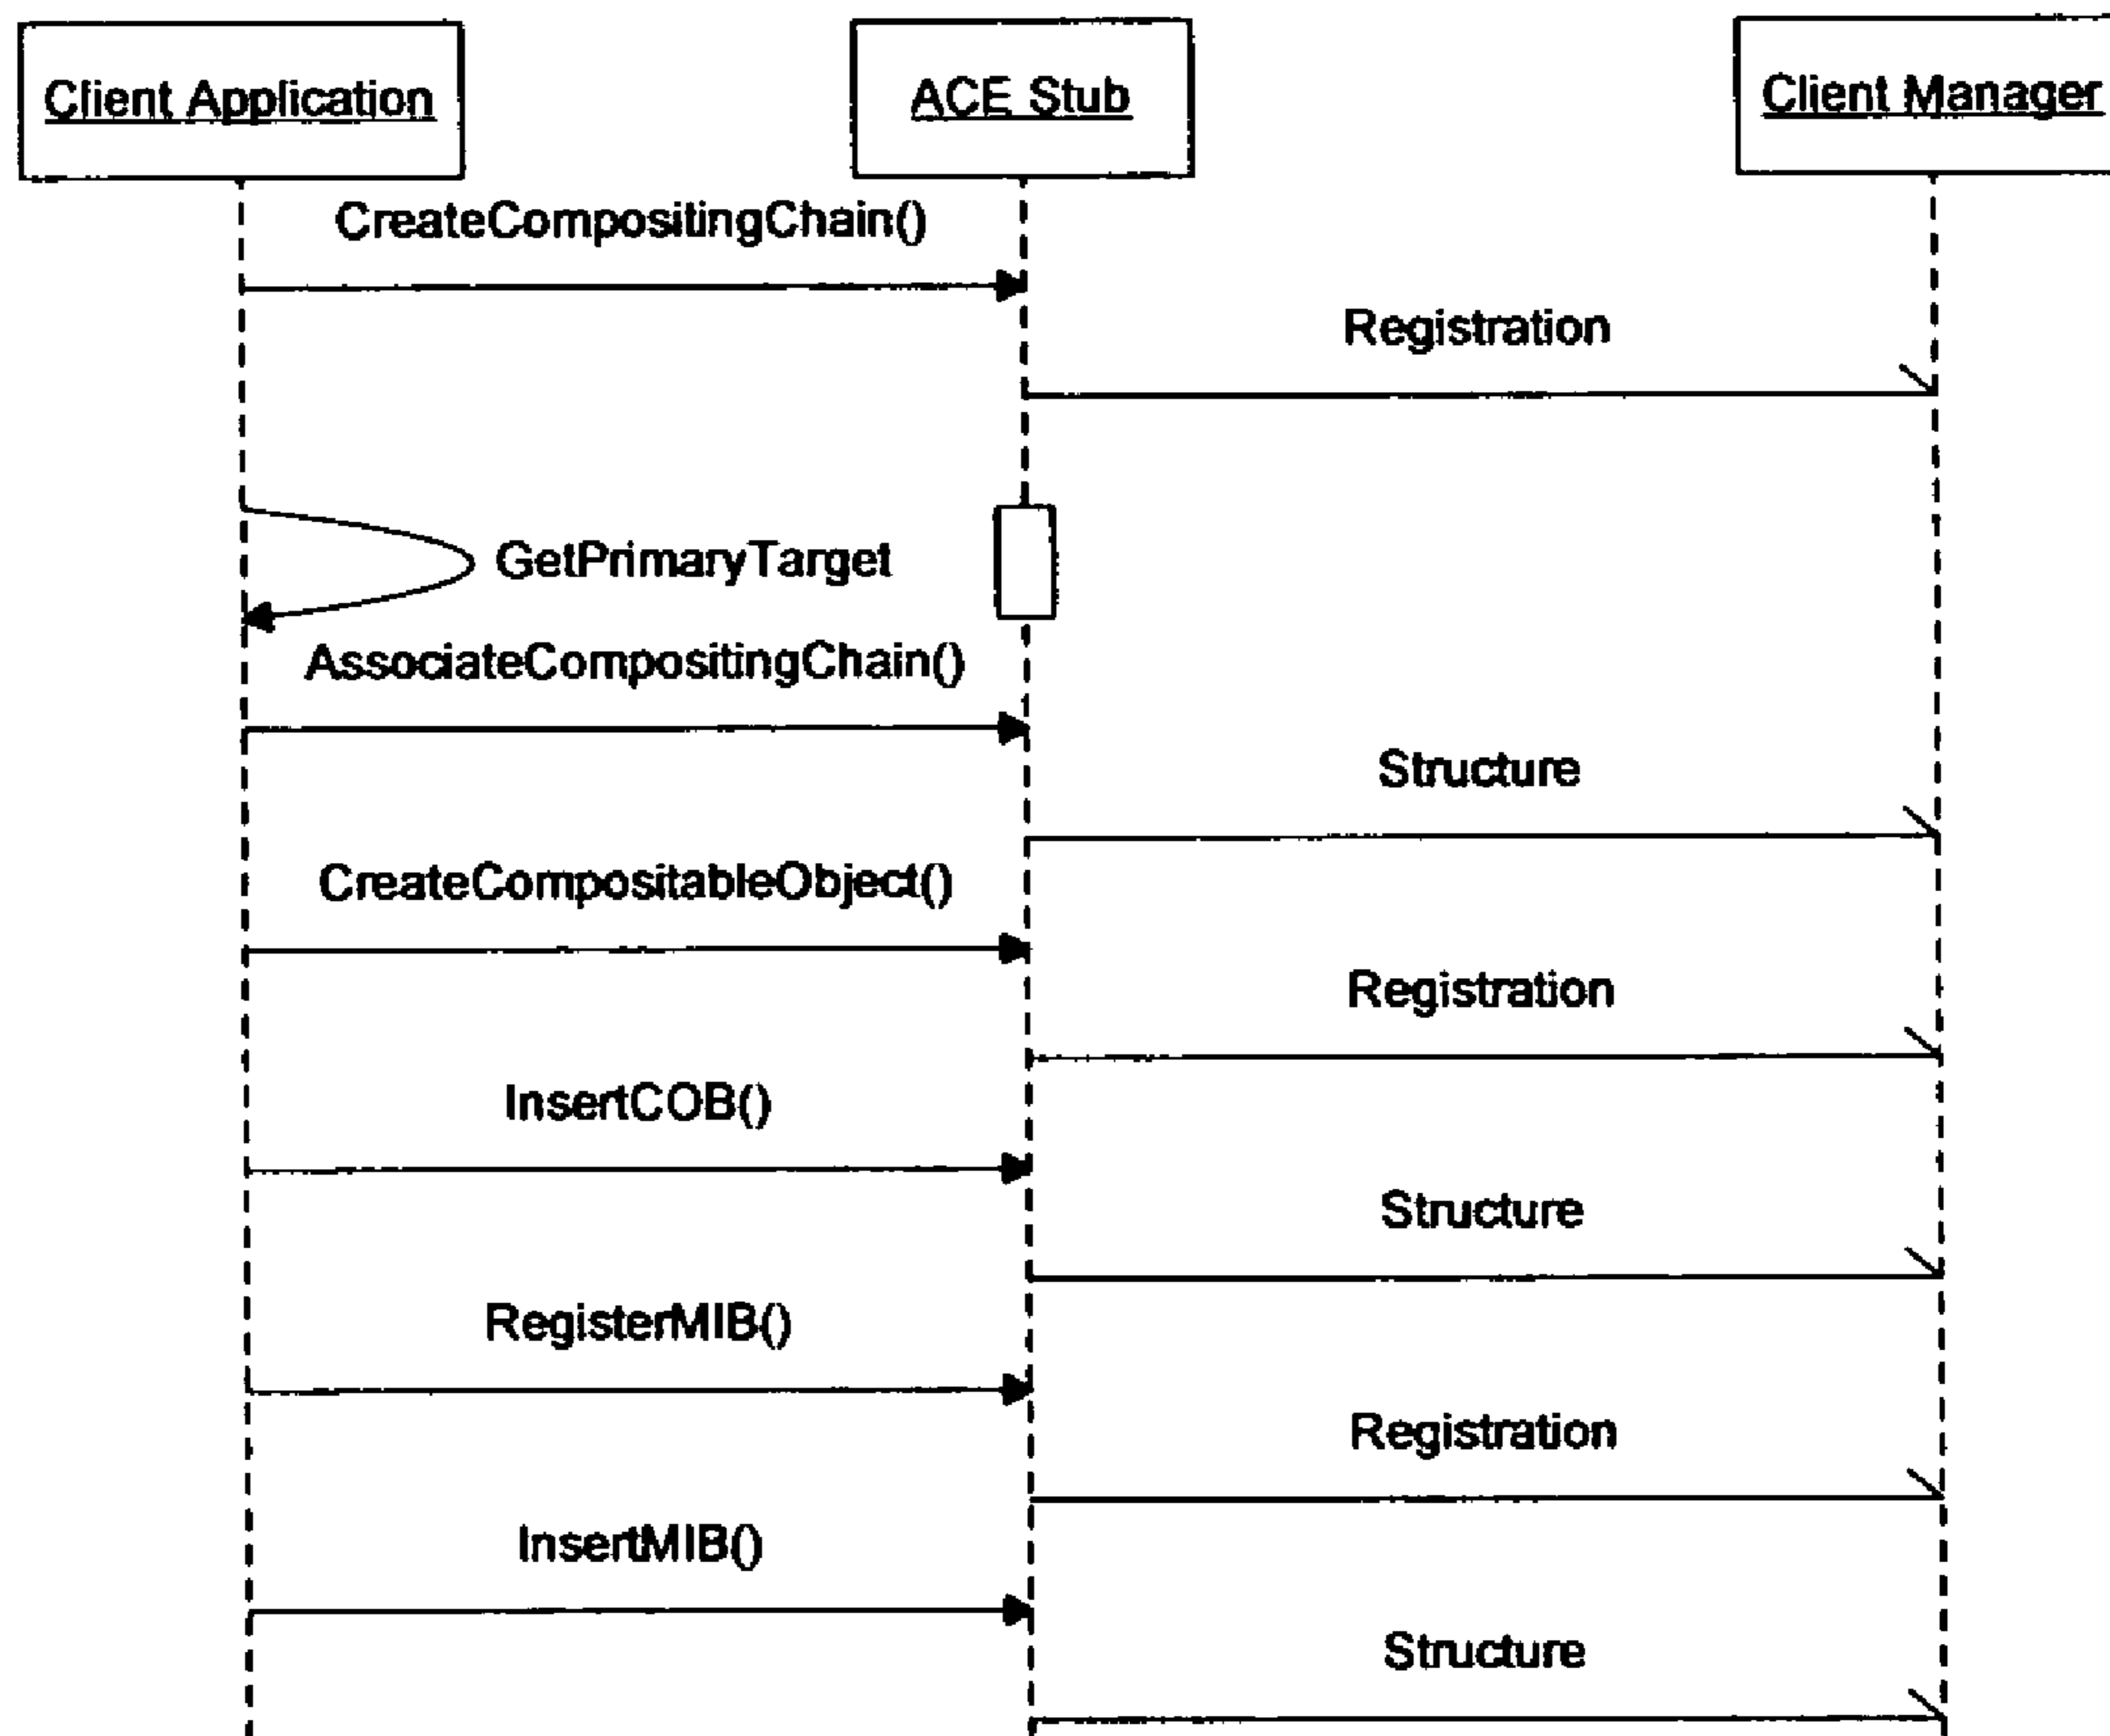 Client Application
ACE Stub
Client Manager
CreateCompositingChain()
Registration
GetPrimaryTarget
AssociateCompositingChain()
Structure
CreateCompositableObject()
Registration
InsertCOB()
Structure
RegisterMIB()
Registration
InsertMIB()
Structure